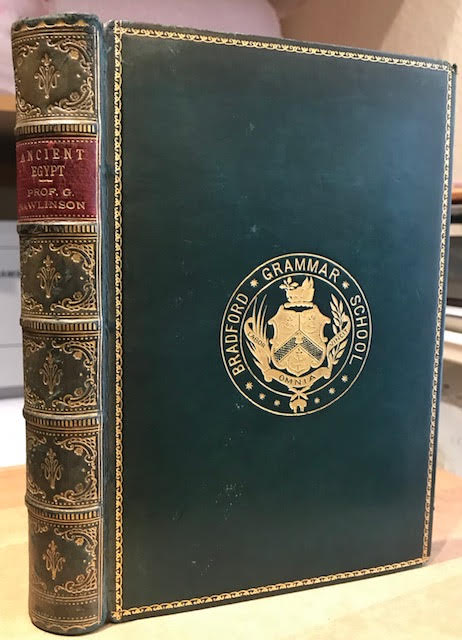 ANCIENT
EGYPT
PROF. G.
RAWLINSON
BRADFORD * GRAMMAR * SCHOOL
OMNIA